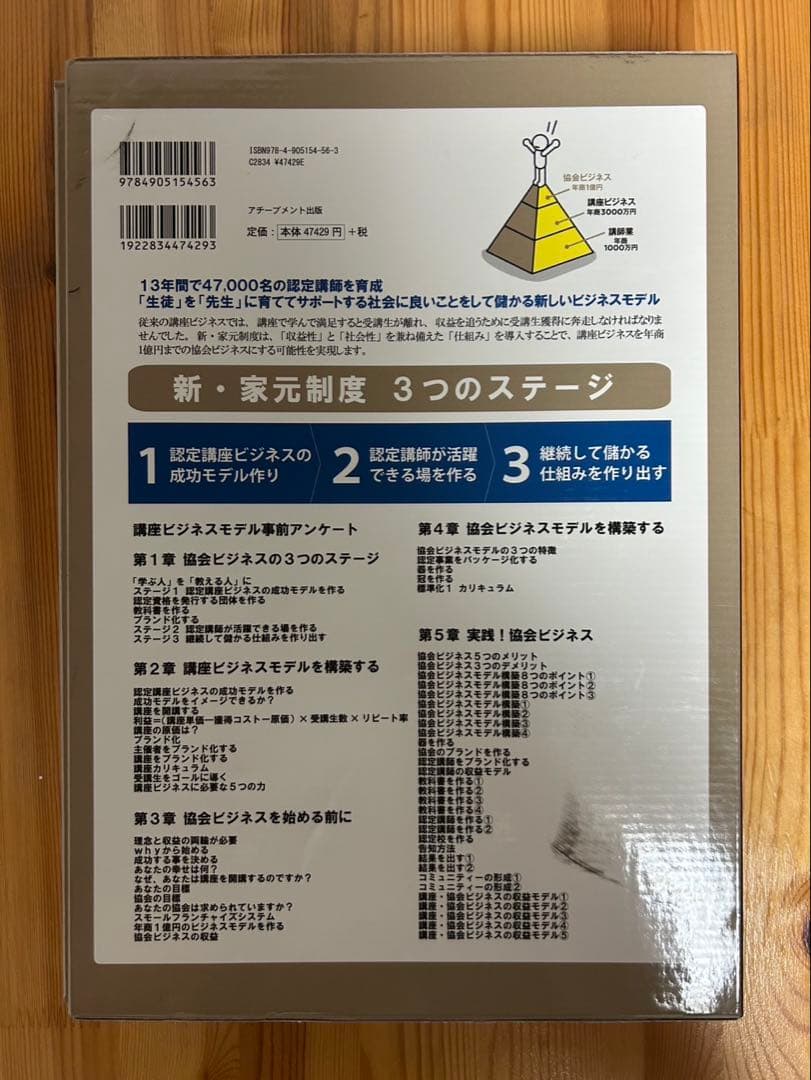 ISBN978-4-905154-56-3
C2834 ¥47429E
9784905154563
1922834474293
アチーブメント出版
定価：本体 47429 円 +税
協会ビジネス
年商1億円
講座ビジネス
年商3000万円
講師業
年商
1000万円
13年間で47,000名の認定講師を育成
「生徒」を「先生」に育ててサポートする社会に良いことをして儲かる新しいビジネスモデル
従来の講座ビジネスでは、講座で学んで満足すると受講生が離れ、収益を追うために受講生獲得に奔走しなければなりま
せんでした。新・家元制度は、「収益性」と「社会性」を兼ね備えた「仕組み」を導入することで、講座ビジネスを年商
1億円までの協会ビジネスにする可能性を実現します。
新・家元制度 3つのステージ
1 認定講座ビジネスの
成功モデル作り
2 認定講師が活躍
できる場を作る
3 継続して儲かる
仕組みを作り出す
講座ビジネスモデル事前アンケート
第1章 協会ビジネスの3つのステージ
「学ぶ人」を「教える人」に
ステージ1 認定講座ビジネスの成功モデルを作る
認定資格を発行する団体を作る
教科書を作る
ブランド化する
ステージ2 認定講師が活躍できる場を作る
ステージ3 継続して儲かる仕組みを作り出す
第2章 講座ビジネスモデルを構築する
認定講座ビジネスの成功モデルを作る
成功モデルをイメージできるか？
講座を開講する
利益＝（講座単価ー獲得コストー原価）×受講生数×リピート率
講座の原価は？
ブランド化
主催者をブランド化する
講座をブランド化する
講座カリキュラム
受講生をゴールに導く
講座ビジネスに必要な5つの力
第3章 協会ビジネスを始める前に
理念と収益の両輪が必要
whyから始める
成功する事を決める
あなたの幸せは何？
なぜ、あなたは講座を開講するのですか？
あなたの目標
協会の目標
あなたの協会は求められていますか？
スモールフランチャイズシステム
年商1億円のビジネスモデルを作る
協会ビジネスの収益
第4章 協会ビジネスモデルを構築する
協会ビジネスモデルの3つの特徴
認定事業をパッケージ化する
器を作る
冠を作る
標準化1 カリキュラム
第5章 実践！協会ビジネス
協会ビジネス5つのメリット
協会ビジネス3つのデメリット
協会ビジネスモデル構築8つのポイント①
協会ビジネスモデル構築8つのポイント②
協会ビジネスモデル構築8つのポイント③
協会ビジネスモデル構築①
協会ビジネスモデル構築②
協会ビジネスモデル構築③
協会ビジネスモデル構築④
器を作る
協会のブランドを作る
認定講師をブランド化する
認定講師の収益モデル
教科書を作る①
教科書を作る②
教科書を作る③
教科書を作る④
認定講師を作る①
認定講師を作る②
認定校を作る
告知方法
結果を出す①
結果を出す②
コミュニティーの形成①
コミュニティーの形成②
講座・協会ビジネスの収益モデル①
講座・協会ビジネスの収益モデル②
講座・協会ビジネスの収益モデル③
講座・協会ビジネスの収益モデル④
講座・協会ビジネスの収益モデル⑤